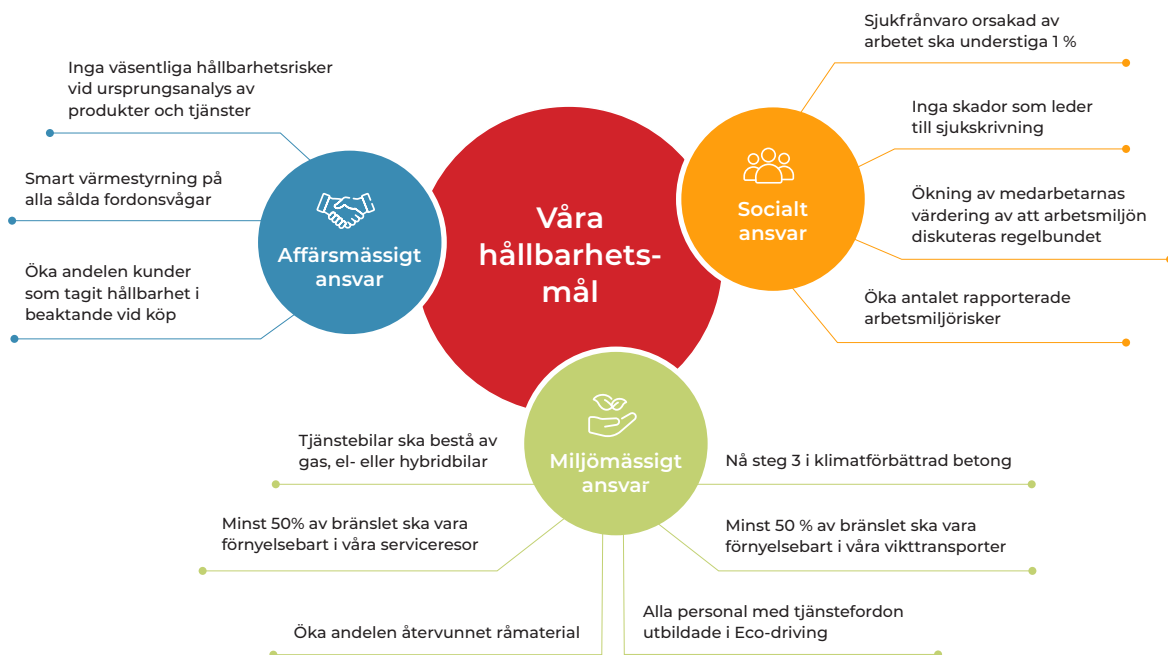 Våra
hållbarhets-
mål
Affärsmässigt
ansvar
Inga väsentliga hållbarhetsrisker
vid ursprungsanalys av
produkter och tjänster
Smart värmestyrning på
alla sålda fordonsvågar
Öka andelen kunder
som tagit hållbarhet i
beaktande vid köp
Socialt
ansvar
Sjukfrånvaro orsakad av
arbetet ska understiga 1 %
Inga skador som leder
till sjukskrivning
Ökning av medarbetarnas
värdering av att arbetsmiljön
diskuteras regelbundet
Öka antalet rapporterade
arbetsmiljörisker
Miljömässigt
ansvar
Tjänstebilar ska bestå av
gas, el- eller hybridbilar
Minst 50% av bränslet ska vara
förnyelsebart i våra serviceresor
Öka andelen återvunnet råmaterial
Nå steg 3 i klimatförbättrad betong
Minst 50 % av bränslet ska vara
förnyelsebart i våra vikttransporter
Alla personal med tjänstefordon
utbildade i Eco-driving